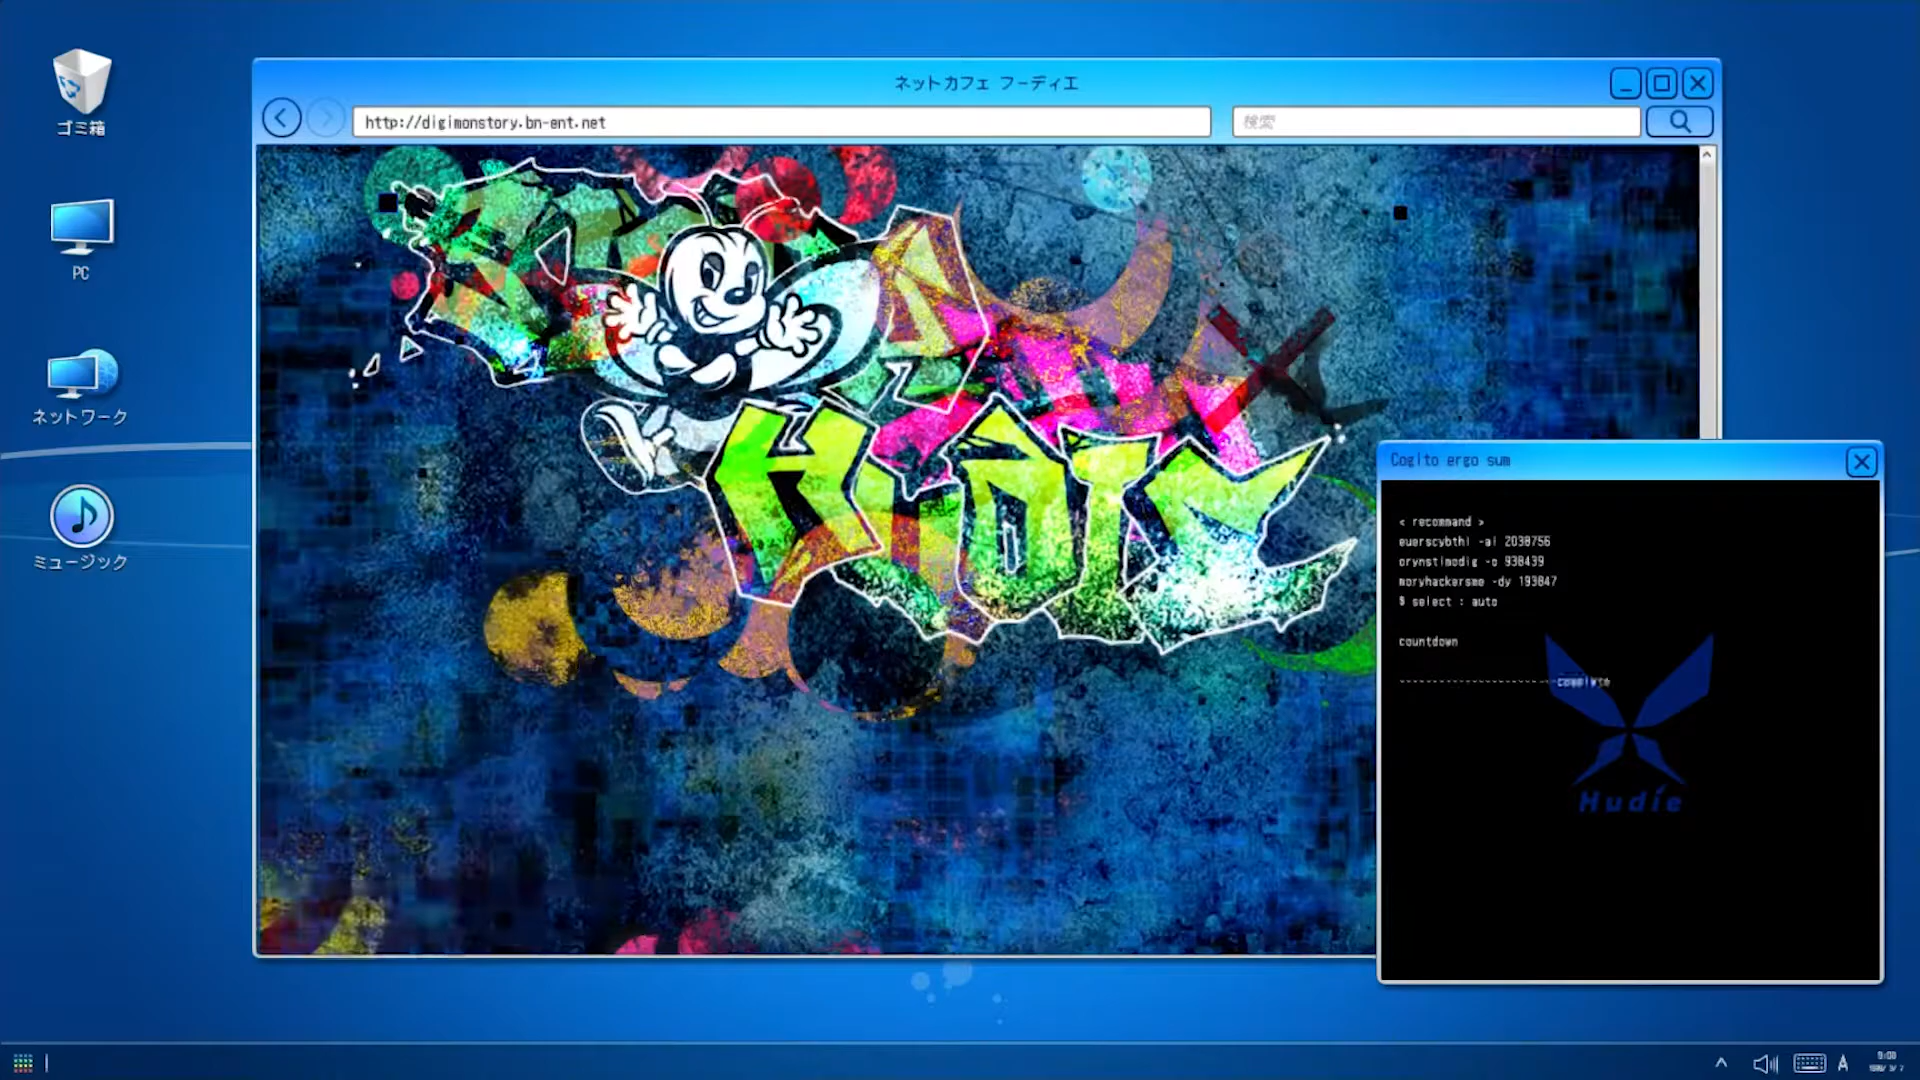 ゴミ箱
PC
ネットワーク
ミュージック
ネットカフェ フーディエ
http://digimonstory.bn-ent.net
検索
HUDIE
Cogito ergo sum
< recommand >
euerscybthi -ai 2038756
orynstimodig -o 938439
moryhackersme -dy 193847
$ select : auto
countdown
Hudie
A